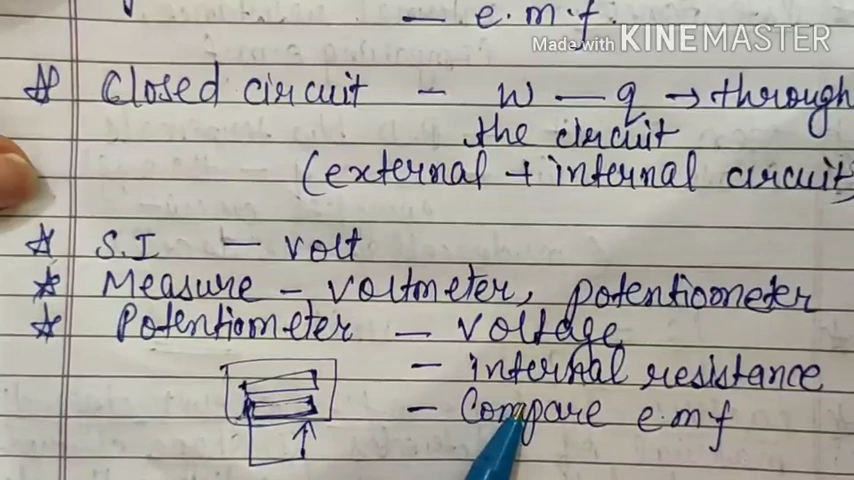 — e.m.f.
Made with KINEMASTER
☆ Closed circuit - W — q → through
the circuit
(external + internal circuit)
☆ S.I — volt
☆ Measure - voltmeter, potentiometer
☆ Potentiometer — voltage
- internal resistance
- Compare e.m.f